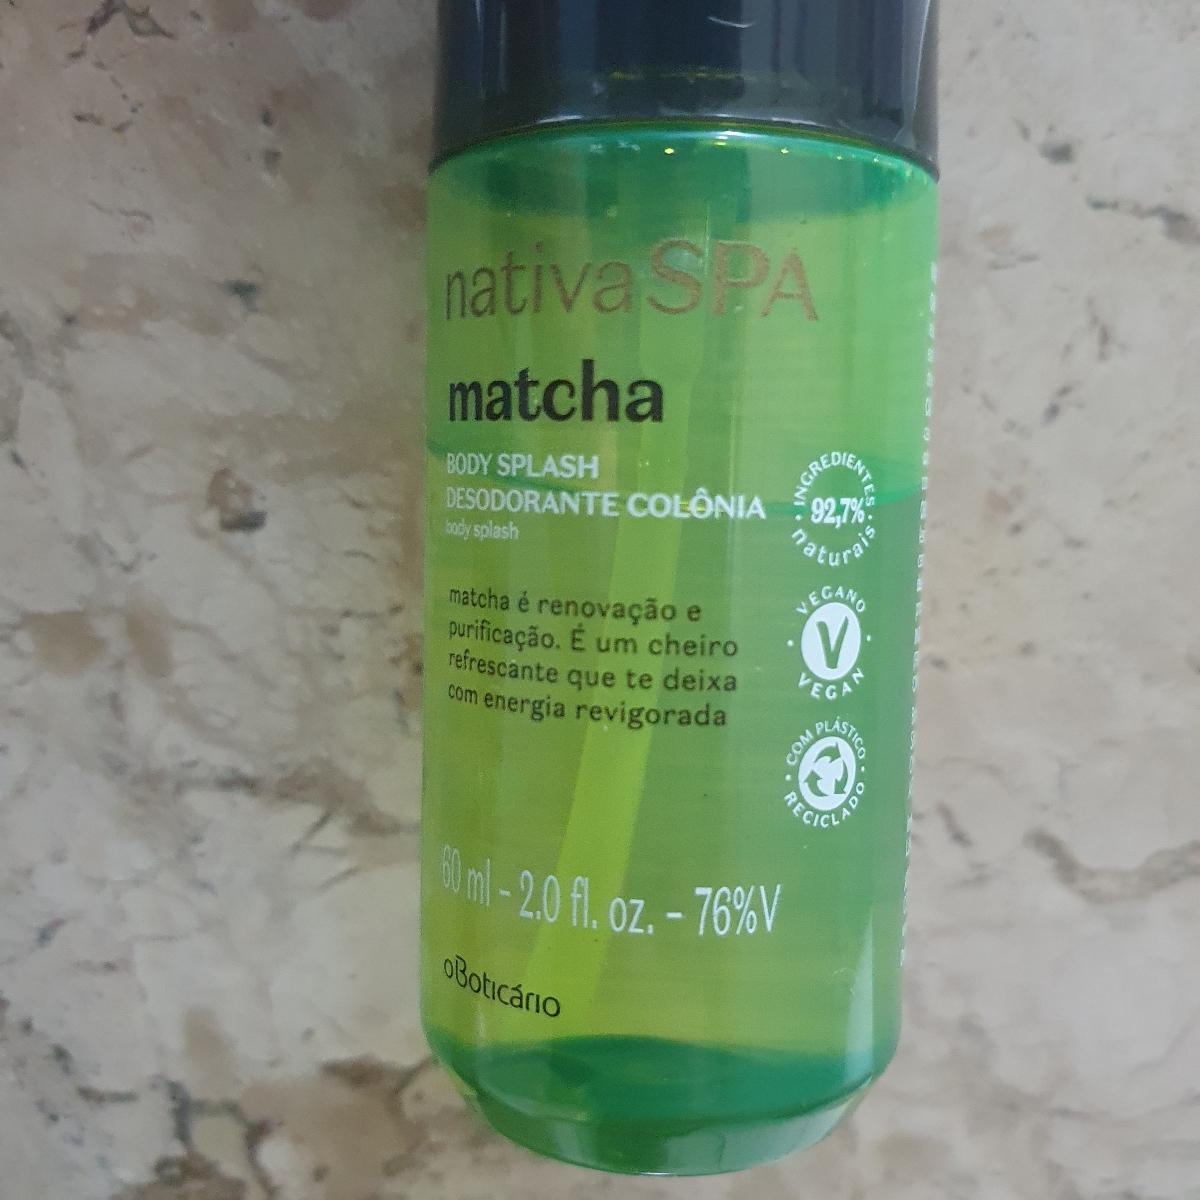 nativaSPA
matcha
BODY SPLASH
DESODORANTE COLÔNIA
body splash
matcha é renovação e
purificação. É um cheiro
refrescante que te deixa
com energia revigorada
INGREDIENTES
92,7%
naturais
VEGANO
V
VEGAN
COM PLÁSTICO
RECICLADO
60 ml - 2.0 fl. oz. - 76%V
oBoticário